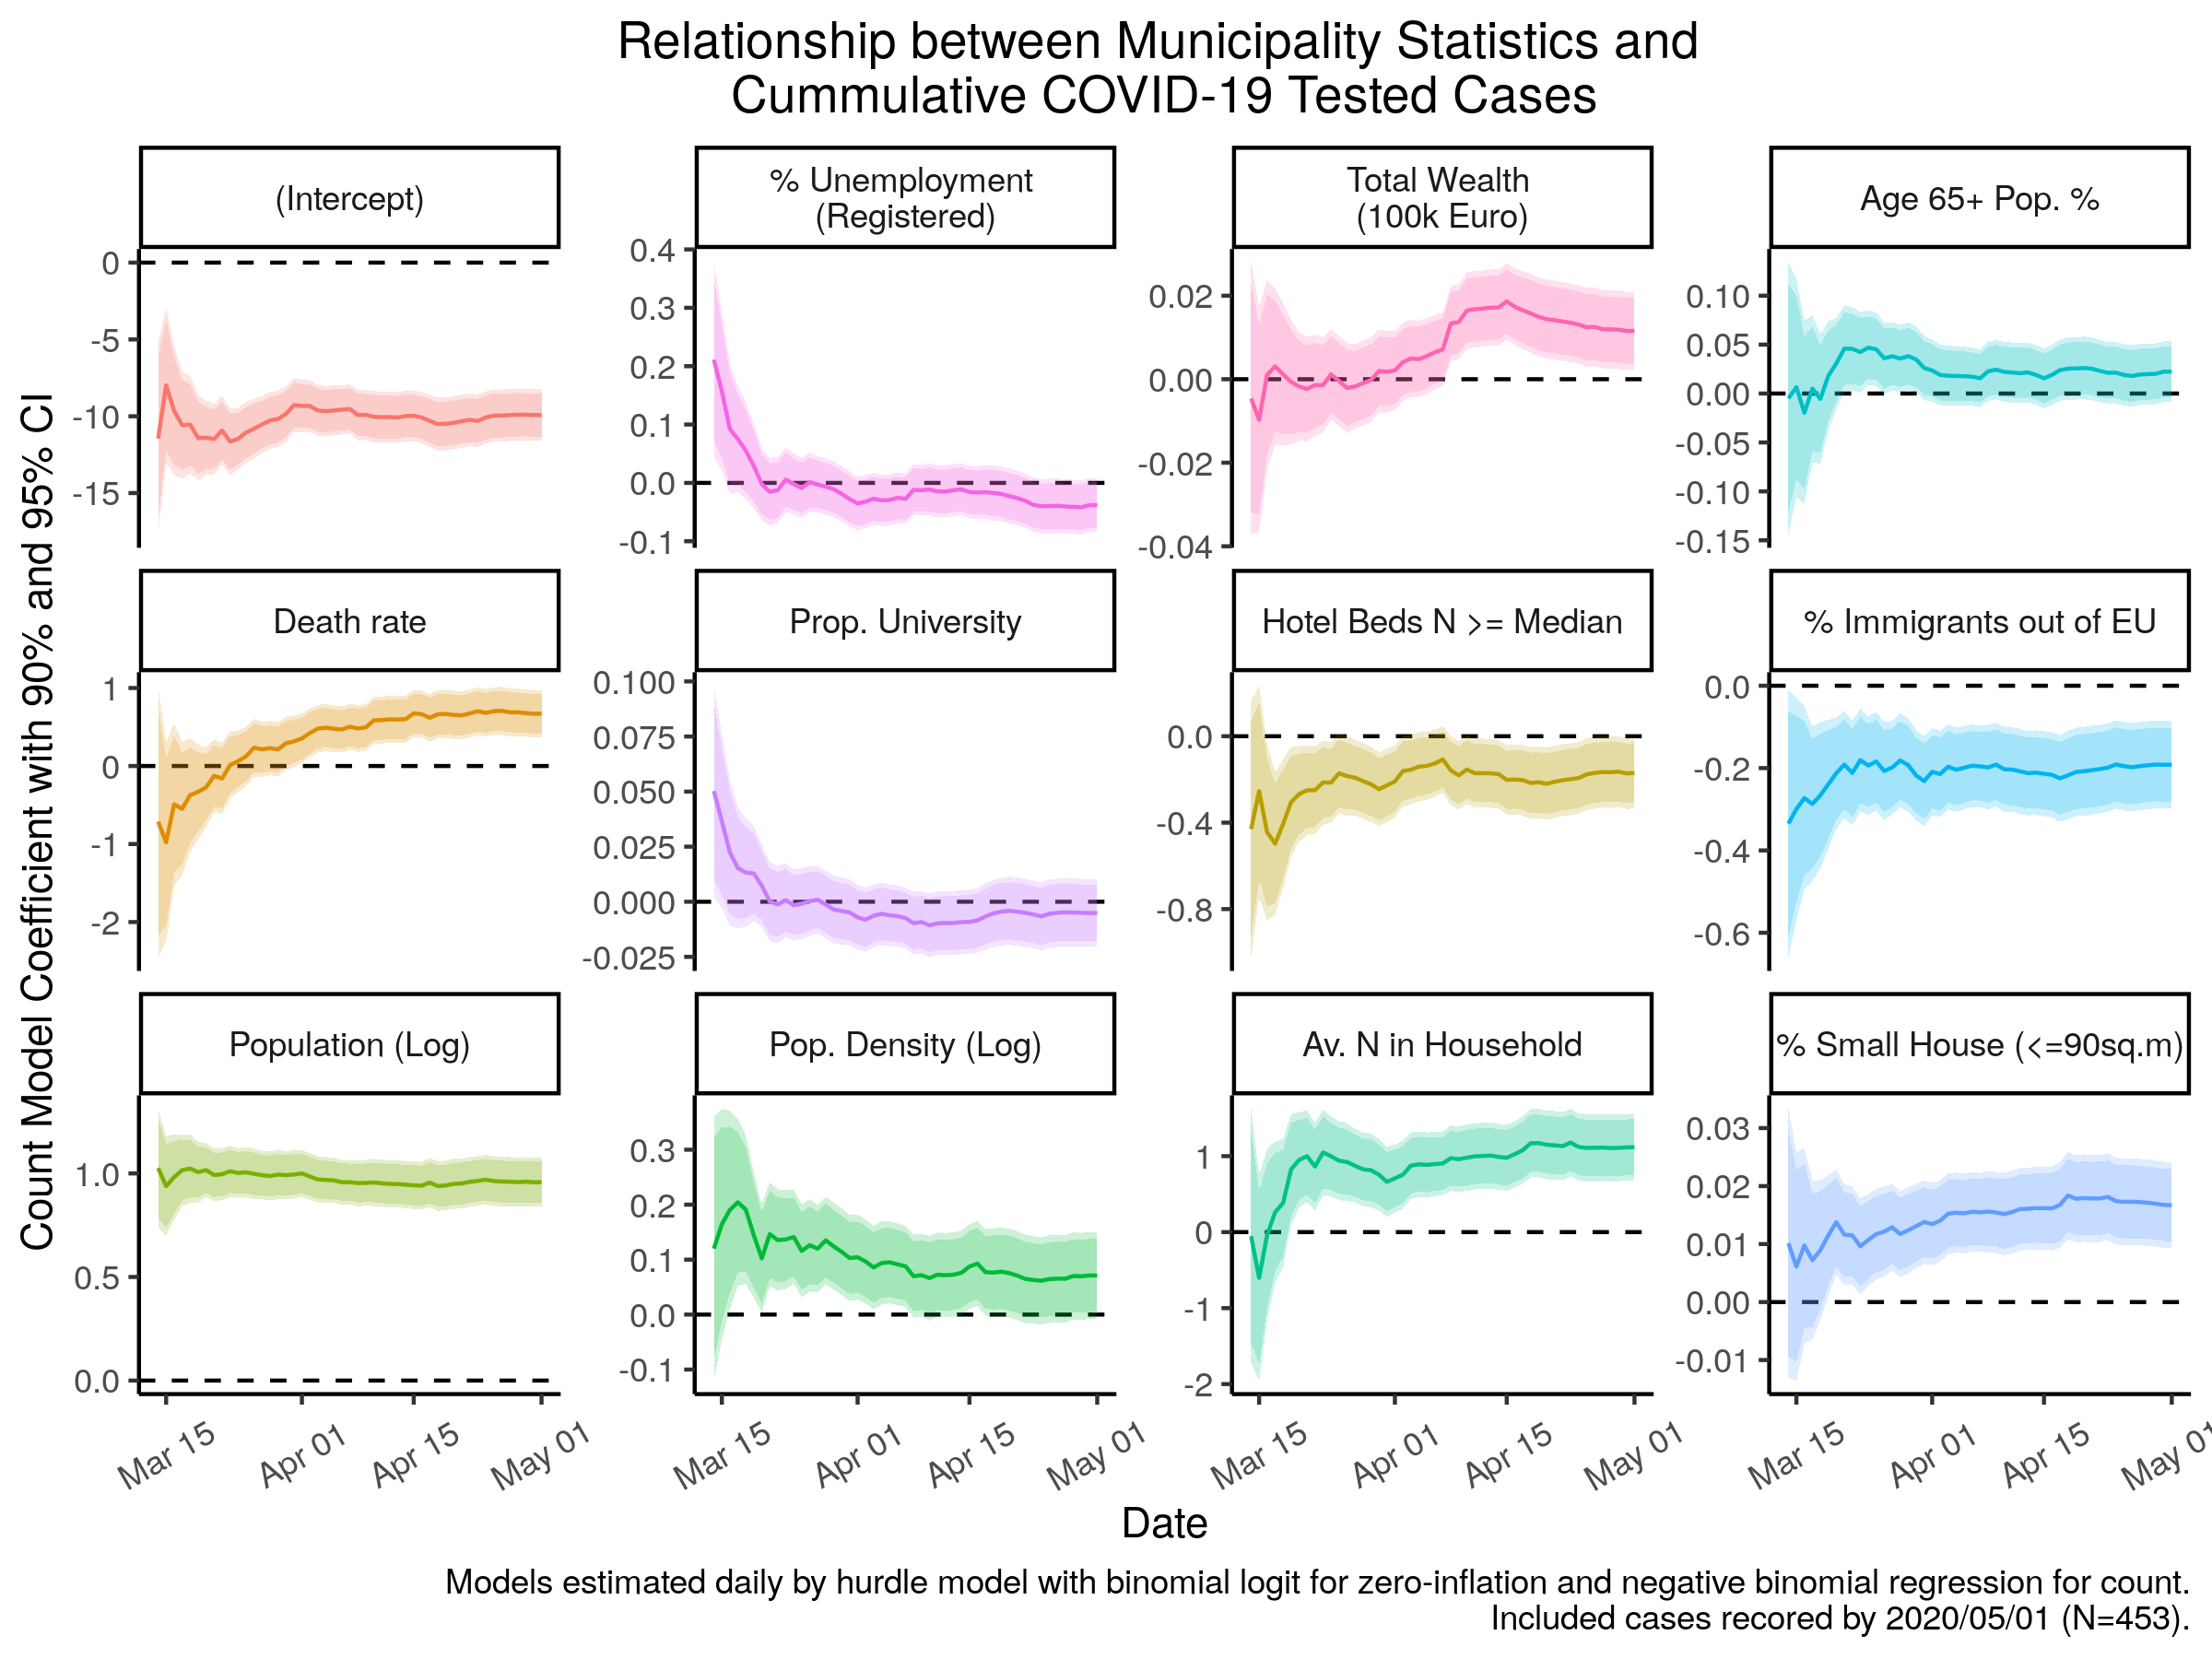 Relationship between Municipality Statistics and
Cummulative COVID-19 Tested Cases
Count Model Coefficient with 90% and 95% CI
(Intercept)
0
-5
-10
-15
% Unemployment
(Registered)
0.4
0.3
0.2
0.1
0.0
-0.1
Total Wealth
(100k Euro)
0.02
0.00
-0.02
-0.04
Age 65+ Pop. %
0.10
0.05
0.00
-0.05
-0.10
-0.15
Death rate
1
0
-1
-2
Prop. University
0.100
0.075
0.050
0.025
0.000
-0.025
Hotel Beds N >= Median
0.0
-0.4
-0.8
% Immigrants out of EU
0.0
-0.2
-0.4
-0.6
Population (Log)
1.0
0.5
0.0
Pop. Density (Log)
0.3
0.2
0.1
0.0
-0.1
Av. N in Household
1
0
-1
-2
% Small House (<=90sq.m)
0.03
0.02
0.01
0.00
-0.01
Mar 15 Apr 01 Apr 15 May 01
Mar 15 Apr 01 Apr 15 May 01
Mar 15 Apr 01 Apr 15 May 01
Mar 15 Apr 01 Apr 15 May 01
Date
Models estimated daily by hurdle model with binomial logit for zero-inflation and negative binomial regression for count.
Included cases recored by 2020/05/01 (N=453).